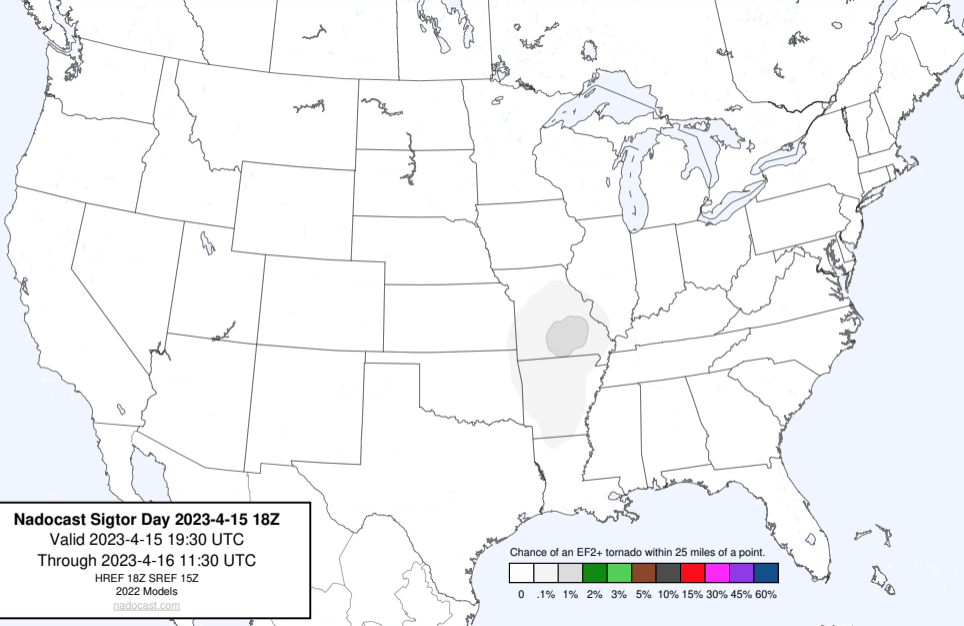 Nadocast Sigtor Day 2023-4-15 18Z
Valid 2023-4-15 19:30 UTC
Through 2023-4-16 11:30 UTC
HREF 18Z SREF 15Z
2022 Models
nadocast.com
Chance of an EF2+ tornado within 25 miles of a point.
0 .1% 1% 2% 3% 5% 10% 15% 30% 45% 60%